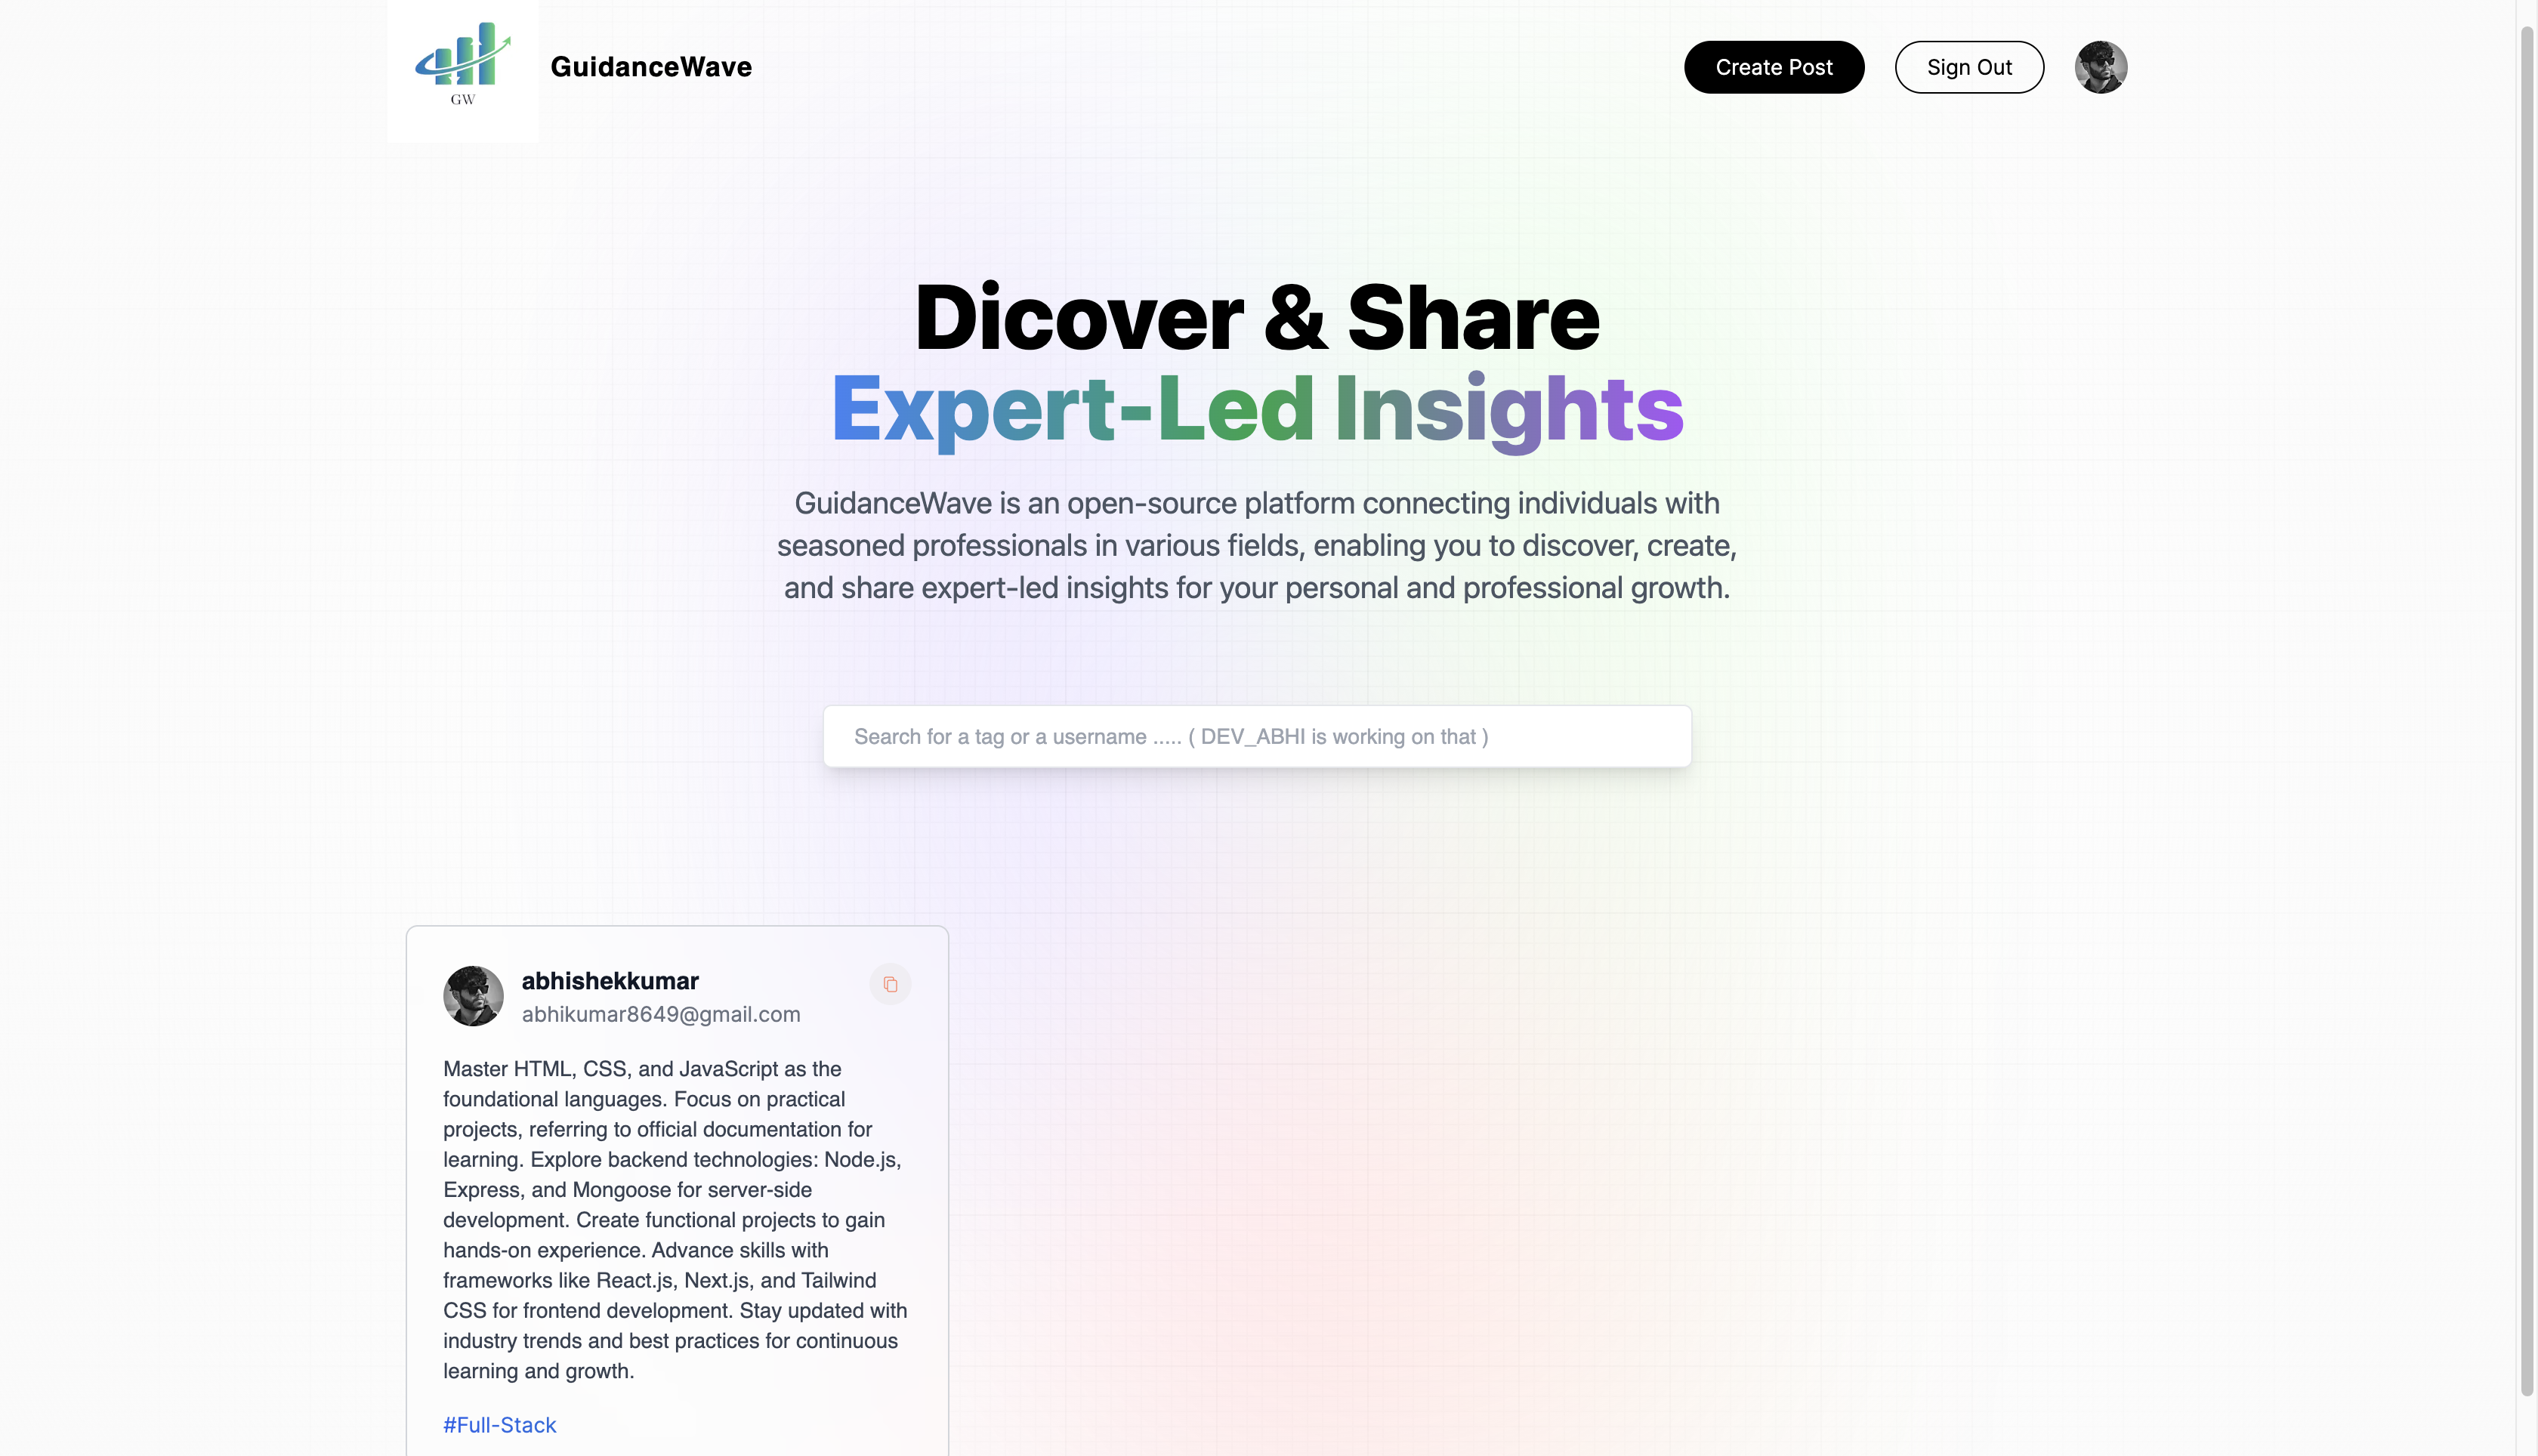 GW
GuidanceWave
Create Post
Sign Out
Dicover & Share
Expert-Led Insights
GuidanceWave is an open-source platform connecting individuals with
seasoned professionals in various fields, enabling you to discover, create,
and share expert-led insights for your personal and professional growth.
Search for a tag or a username ..... ( DEV_ABHI is working on that )
abhishekkumar
abhikumar8649@gmail.com
Master HTML, CSS, and JavaScript as the
foundational languages. Focus on practical
projects, referring to official documentation for
learning. Explore backend technologies: Node.js,
Express, and Mongoose for server-side
development. Create functional projects to gain
hands-on experience. Advance skills with
frameworks like React.js, Next.js, and Tailwind
CSS for frontend development. Stay updated with
industry trends and best practices for continuous
learning and growth.
#Full-Stack